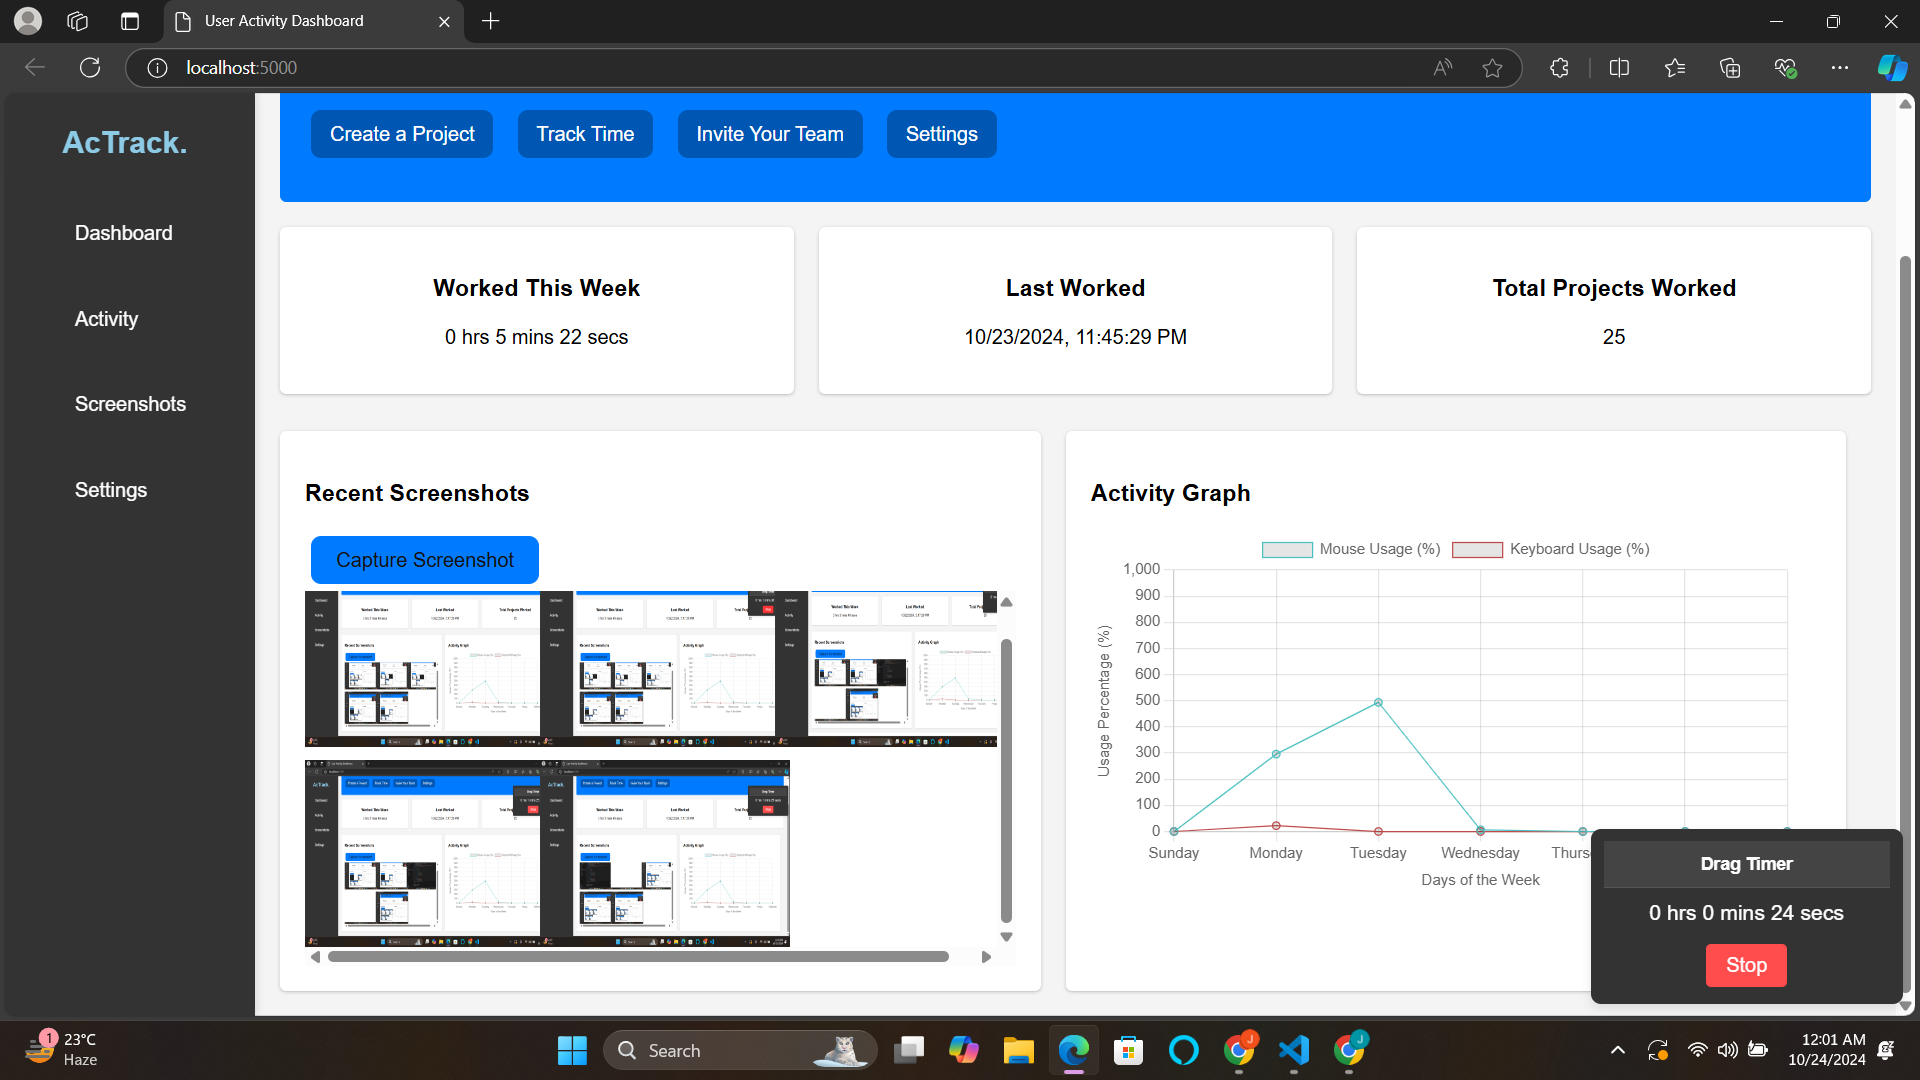 User Activity Dashboard
localhost:5000
AcTrack.
Dashboard
Activity
Screenshots
Settings
Create a Project
Track Time
Invite Your Team
Settings
Worked This Week
0 hrs 5 mins 22 secs
Last Worked
10/23/2024, 11:45:29 PM
Total Projects Worked
25
Recent Screenshots
Capture Screenshot
Activity Graph
Mouse Usage (%)
Keyboard Usage (%)
Usage Percentage (%)
1,000
900
800
700
600
500
400
300
200
100
0
Sunday
Monday
Tuesday
Wednesday
Thurs
Days of the Week
Drag Timer
0 hrs 0 mins 24 secs
Stop
1
23°C
Haze
Search
J
J
12:01 AM
10/24/2024